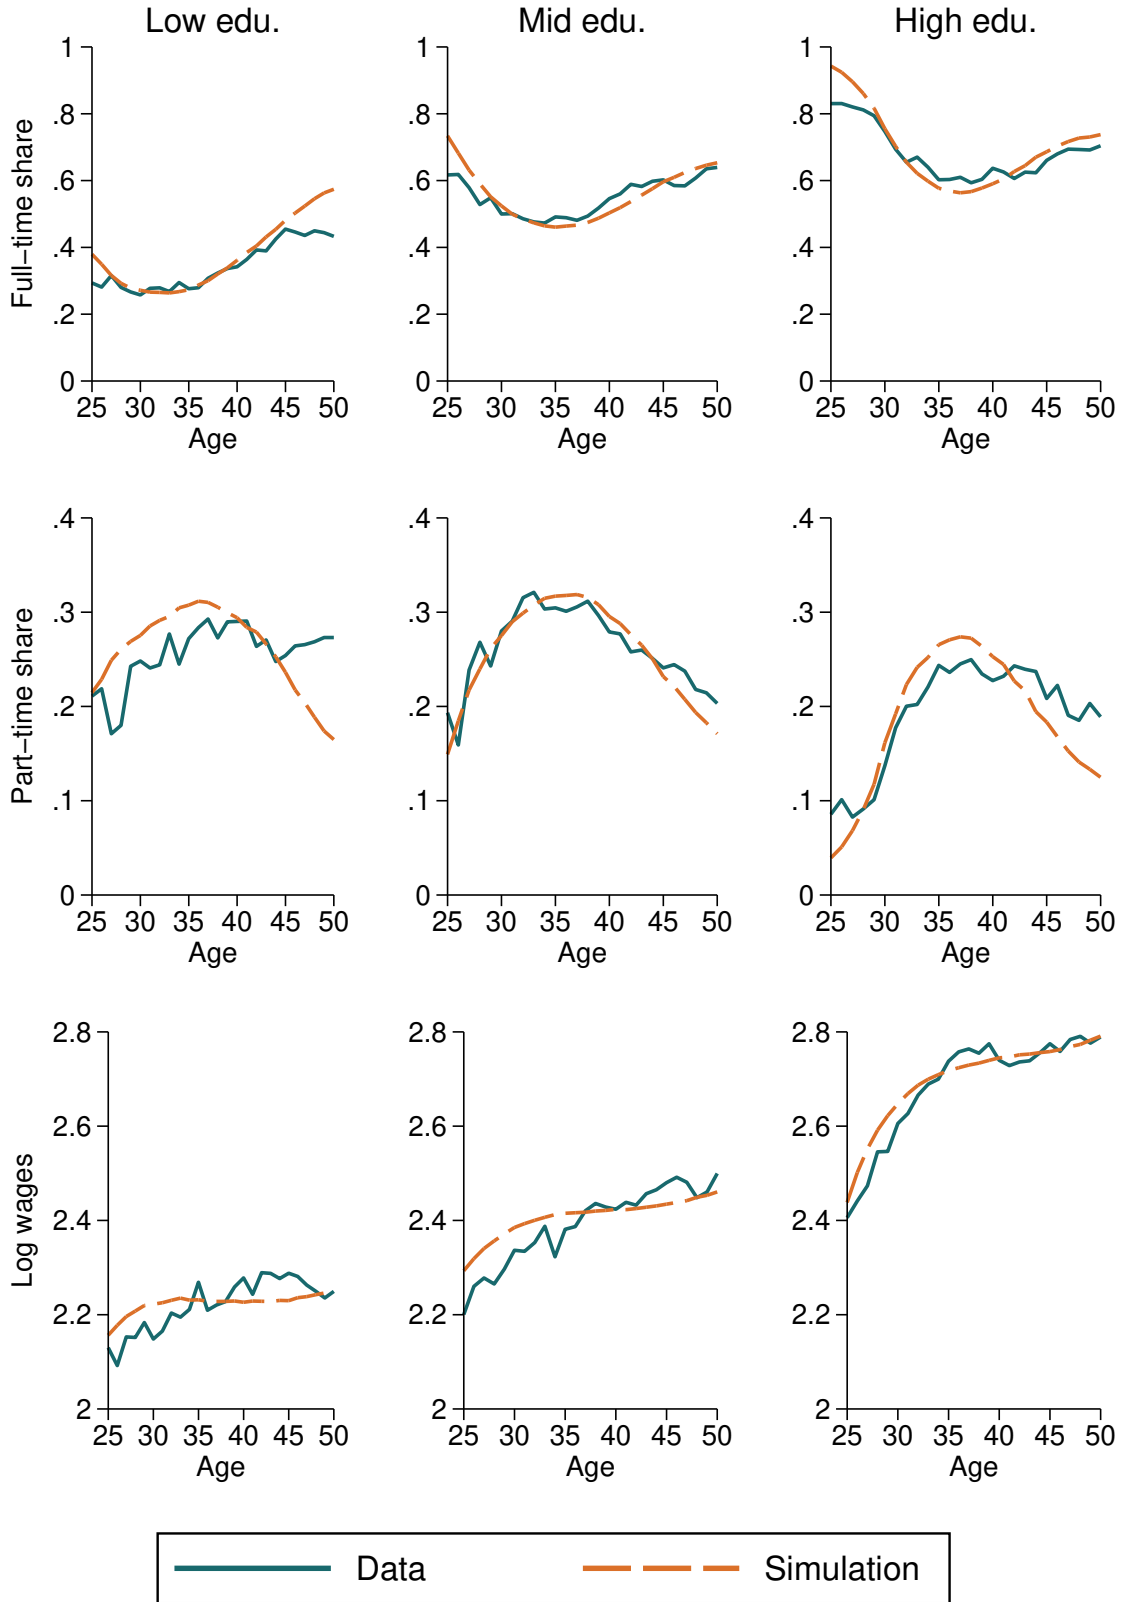 Low edu. Mid edu. High edu.
Full-time share
1 .8 .6 .4 .2 0
25 30 35 40 45 50
Age
1 .8 .6 .4 .2 0
25 30 35 40 45 50
Age
1 .8 .6 .4 .2 0
25 30 35 40 45 50
Age
Part-time share
.4 .3 .2 .1 0
25 30 35 40 45 50
Age
.4 .3 .2 .1 0
25 30 35 40 45 50
Age
.4 .3 .2 .1 0
25 30 35 40 45 50
Age
Log wages
2.8 2.6 2.4 2.2 2
25 30 35 40 45 50
Age
2.8 2.6 2.4 2.2 2
25 30 35 40 45 50
Age
2.8 2.6 2.4 2.2 2
25 30 35 40 45 50
Age
Data Simulation